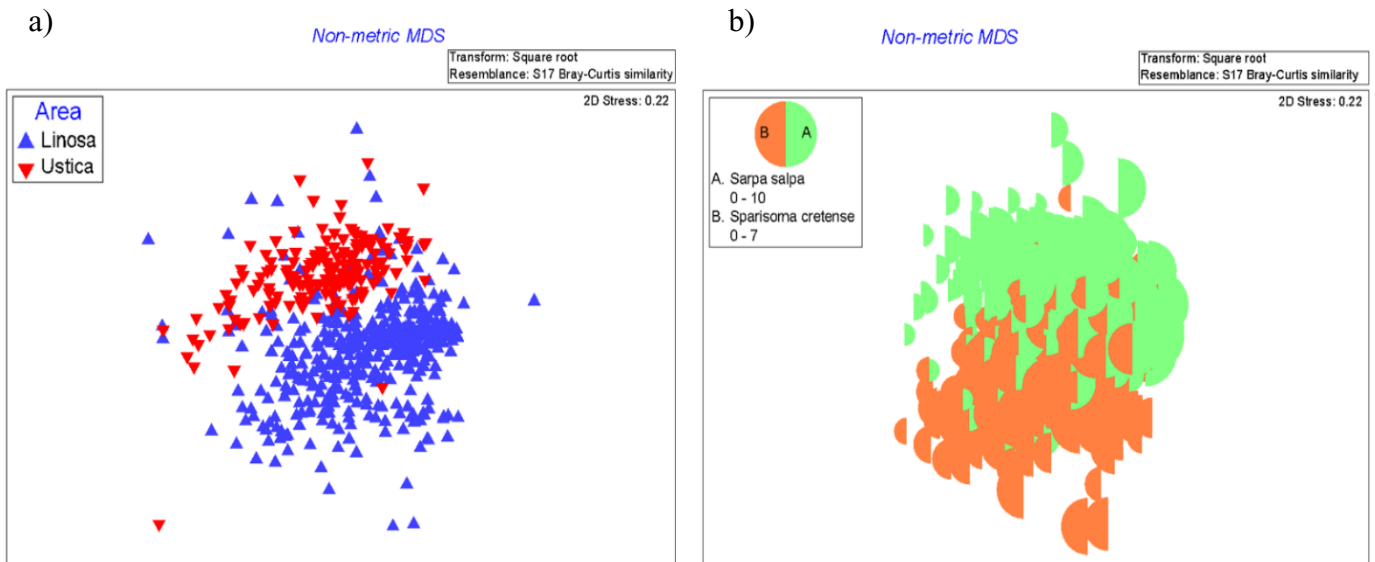 a)
Non-metric MDS
Transform: Square root
Resemblance: S17 Bray-Curtis similarity
2D Stress: 0.22
Area
Linosa
Ustica
b)
Non-metric MDS
Transform: Square root
Resemblance: S17 Bray-Curtis similarity
2D Stress: 0.22
B A
A. Sarpa salpa
0 - 10
B. Sparisoma cretense
0 - 7